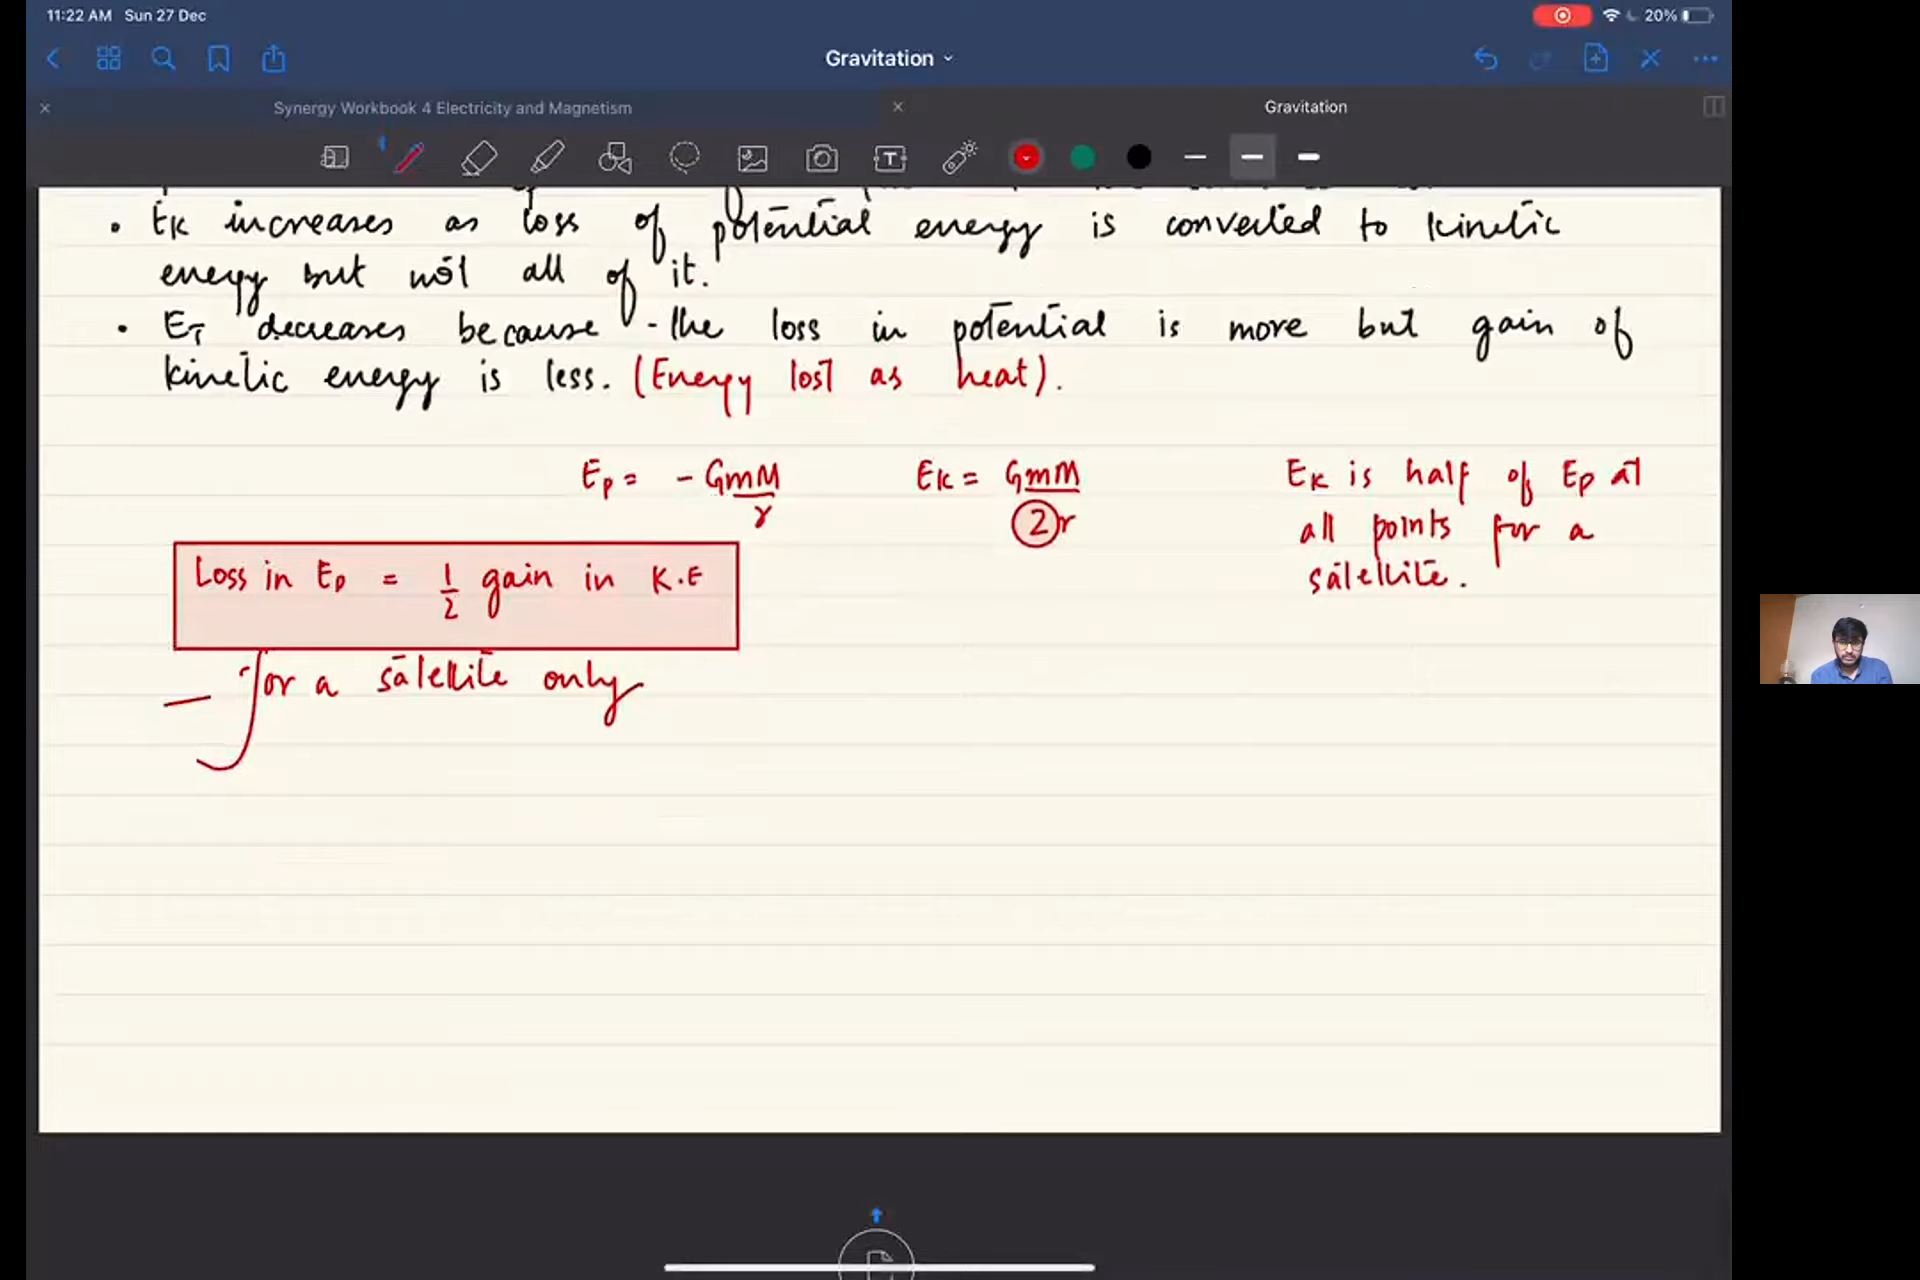 11:22 AM Sun 27 Dec
20%
Gravitation
Synergy Workbook 4 Electricity and Magnetism
Gravitation
• EK increases as loss of potential energy is converted to kinetic
energy but not all of it.
• ET decreases because the loss in potential is more but gain of
kinetic energy is less. (Energy lost as heat).
Ep = - GmM/r EK = GmM/2r
EK is half of Ep at
all points for a
satellite.
Loss in Ep = 1/2 gain in K.E
for a satellite only